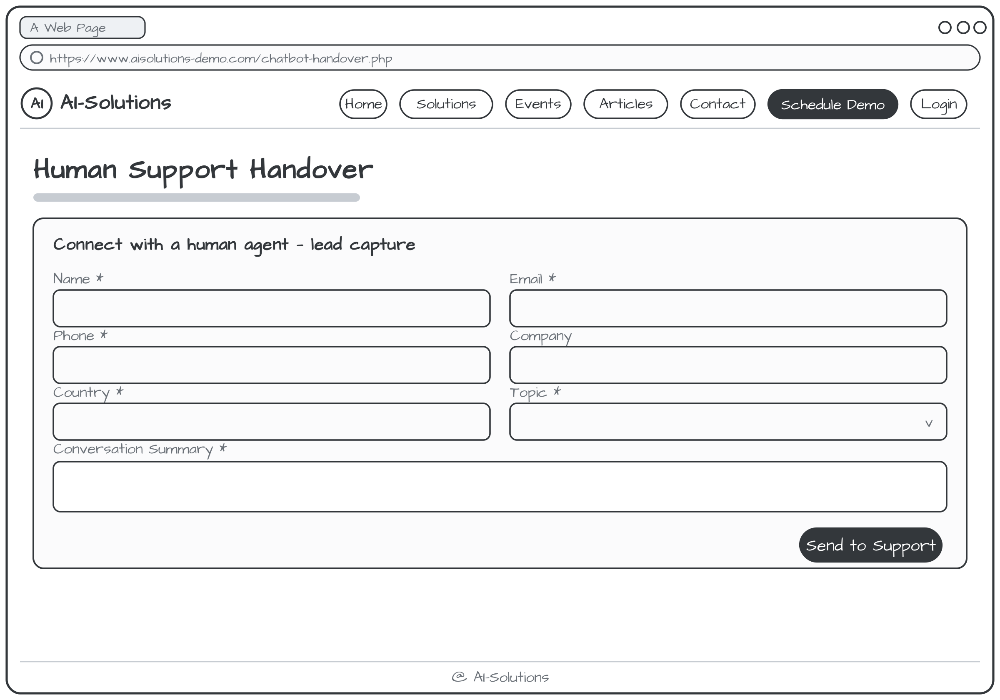 A Web Page
https://www.aisolutions-demo.com/chatbot-handover.php
AI AI-Solutions Home Solutions Events Articles Contact Schedule Demo Login
Human Support Handover
Connect with a human agent - lead capture
Name * Email *
Phone * Company
Country * Topic *
v
Conversation Summary *
Send to Support
@ AI-Solutions